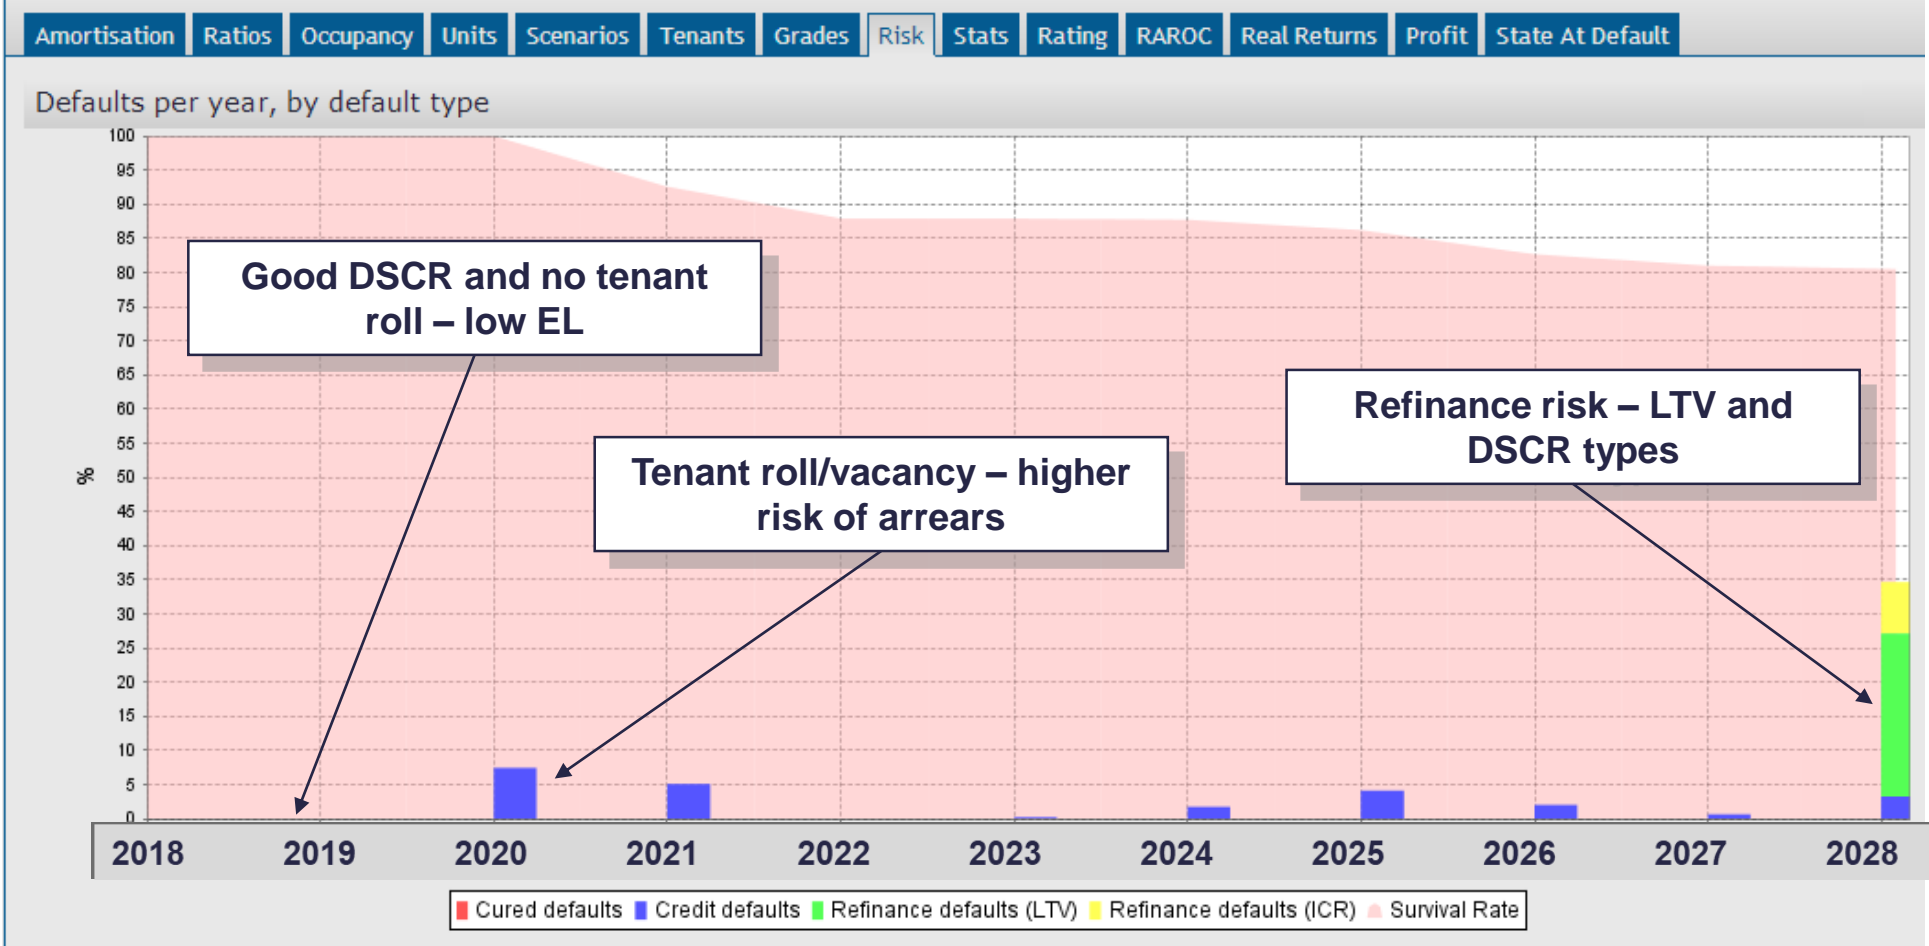 Amortisation Ratios Occupancy Units Scenarios Tenants Grades Risk Stats Rating RAROC Real Returns Profit State At Default
Defaults per year, by default type
100
95
90
85
80
75
70
65
60
55
50
45
40
35
30
25
20
15
10
5
0
%
Good DSCR and no tenant
roll – low EL
Tenant roll/vacancy – higher
risk of arrears
Refinance risk – LTV and
DSCR types
2018 2019 2020 2021 2022 2023 2024 2025 2026 2027 2028
Cured defaults Credit defaults Refinance defaults (LTV) Refinance defaults (ICR) Survival Rate